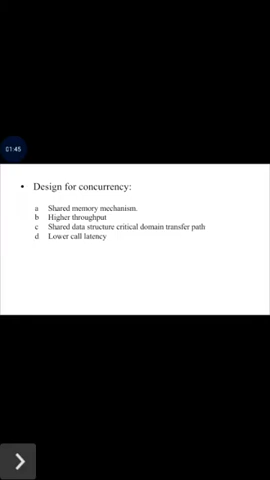 01:45
• Design for concurrency:
a Shared memory mechanism.
b Higher throughput
c Shared data structure critical domain transfer path
d Lower call latency